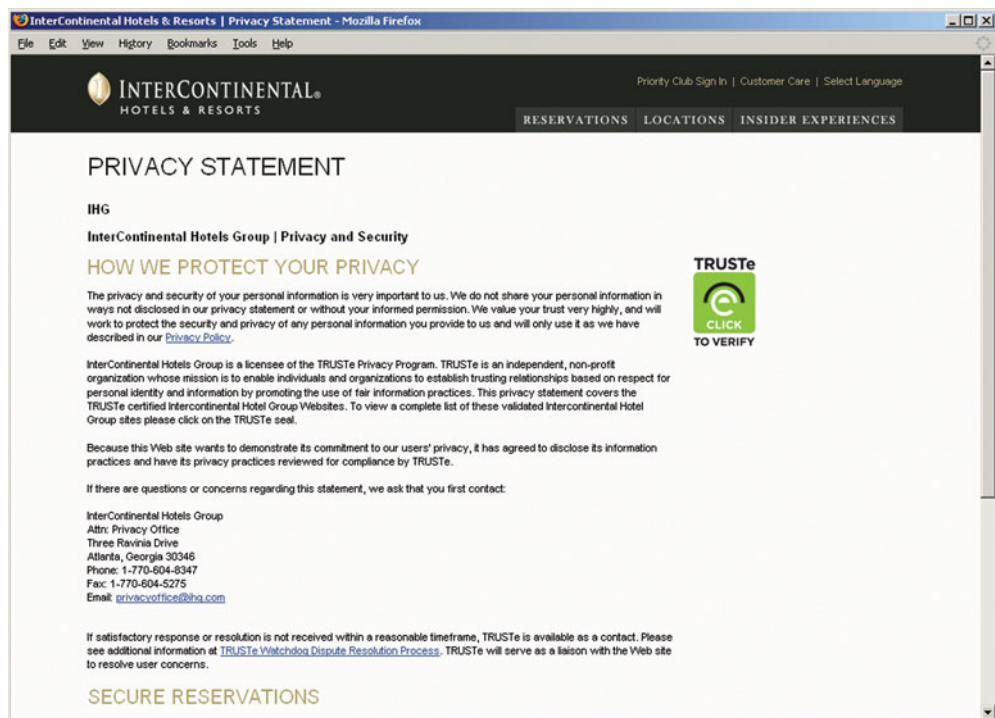 InterContinental Hotels & Resorts | Privacy Statement - Mozilla Firefox
File Edit View History Bookmarks Tools Help
INTERCONTINENTAL®
HOTELS & RESORTS
Priority Club Sign In | Customer Care | Select Language
RESERVATIONS LOCATIONS INSIDER EXPERIENCES
PRIVACY STATEMENT
IHG
InterContinental Hotels Group | Privacy and Security
HOW WE PROTECT YOUR PRIVACY
The privacy and security of your personal information is very important to us. We do not share your personal information in
ways not disclosed in our privacy statement or without your informed permission. We value your trust very highly, and will
work to protect the security and privacy of any personal information you provide to us and will only use it as we have
described in our Privacy Policy.
TRUSTe
e
CLICK
TO VERIFY
InterContinental Hotels Group is a licensee of the TRUSTe Privacy Program. TRUSTe is an independent, non-profit
organization whose mission is to enable individuals and organizations to establish trusting relationships based on respect for
personal identity and information by promoting the use of fair information practices. This privacy statement covers the
TRUSTe certified Intercontinental Hotel Group Websites. To view a complete list of these validated Intercontinental Hotel
Group sites please click on the TRUSTe seal.
Because this Web site wants to demonstrate its commitment to our users' privacy, it has agreed to disclose its information
practices and have its privacy practices reviewed for compliance by TRUSTe.
If there are questions or concerns regarding this statement, we ask that you first contact:
InterContinental Hotels Group
Attn: Privacy Office
Three Ravinia Drive
Atlanta, Georgia 30346
Phone: 1-770-604-8347
Fax: 1-770-604-5275
Email: privacyoffice@ihg.com
If satisfactory response or resolution is not received within a reasonable timeframe, TRUSTe is available as a contact. Please
see additional information at TRUSTe Watchdog Dispute Resolution Process. TRUSTe will serve as a liaison with the Web site
to resolve user concerns.
SECURE RESERVATIONS